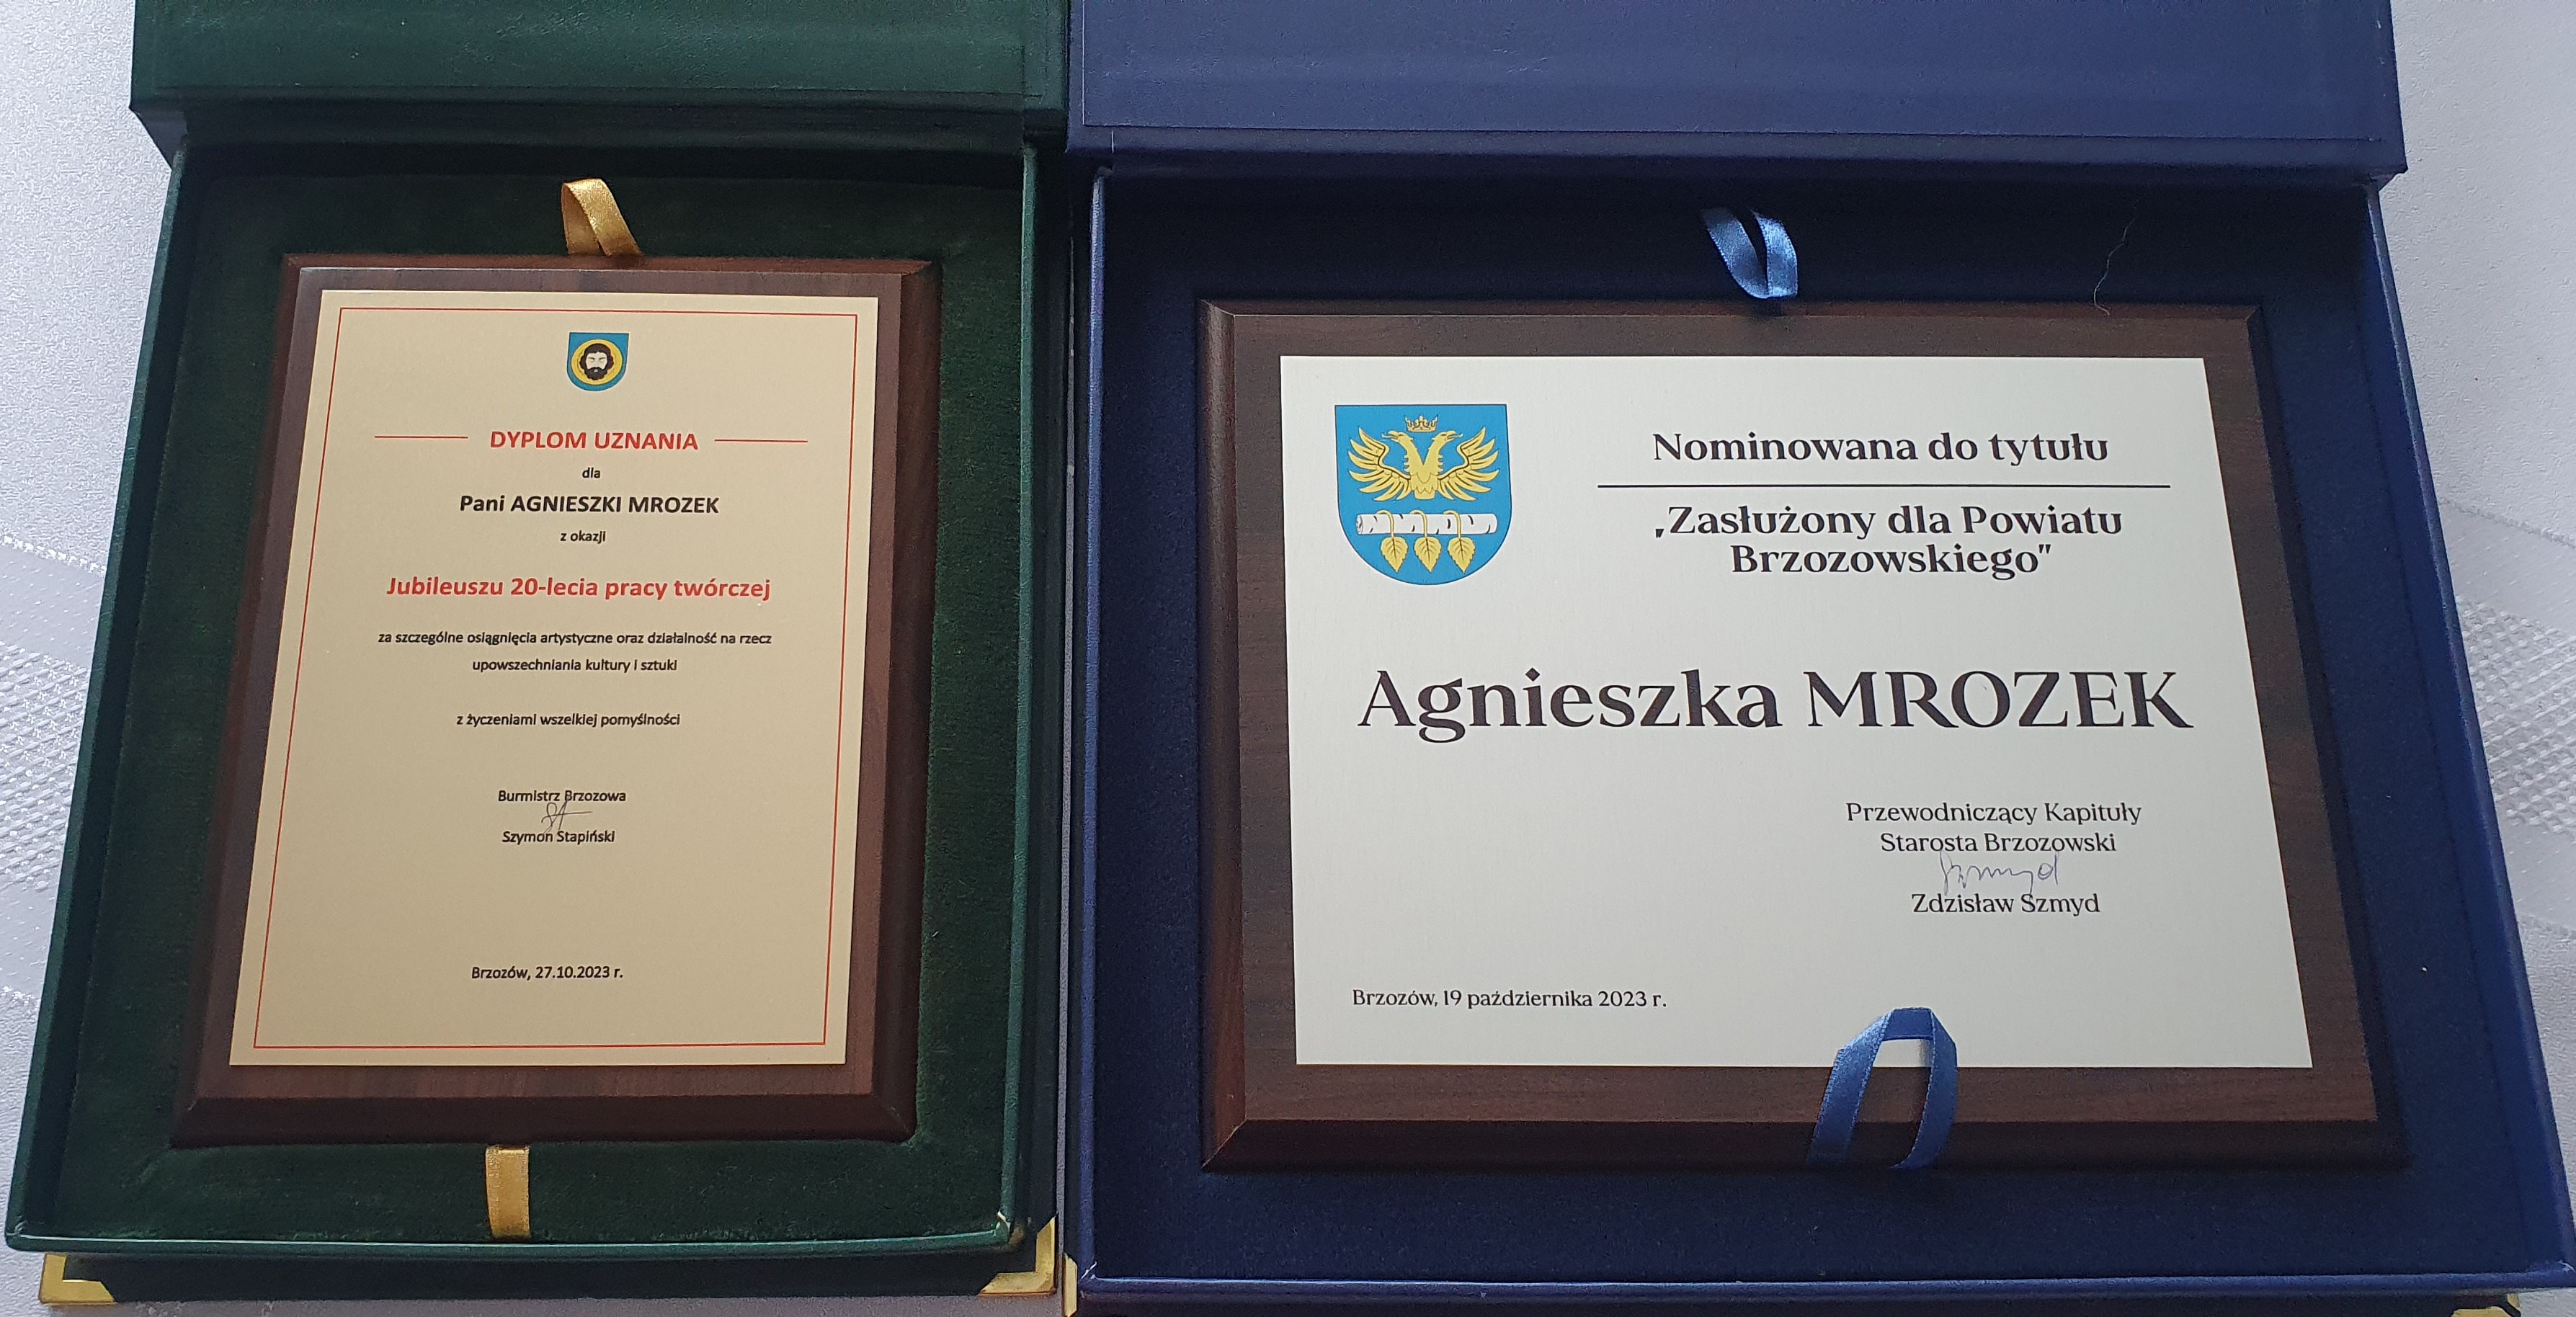 DYPLOM UZNANIA
dla
Pani AGNIESZKI MROZEK
z okazji
Jubileuszu 20-lecia pracy twórczej
za szczególne osiągnięcia artystyczne oraz działalność na rzecz
upowszechniania kultury i sztuki
z życzeniami wszelkiej pomyślności
Burmistrz Brzozowa
Szymon Stapiński
Brzozów, 27.10.2023 r.
Nominowana do tytułu
„Zasłużony dla Powiatu
Brzozowskiego"
Agnieszka MROZEK
Przewodniczący Kapituły
Starosta Brzozowski
Szmyd
Zdzisław Szmyd
Brzozów, 19 października 2023 r.